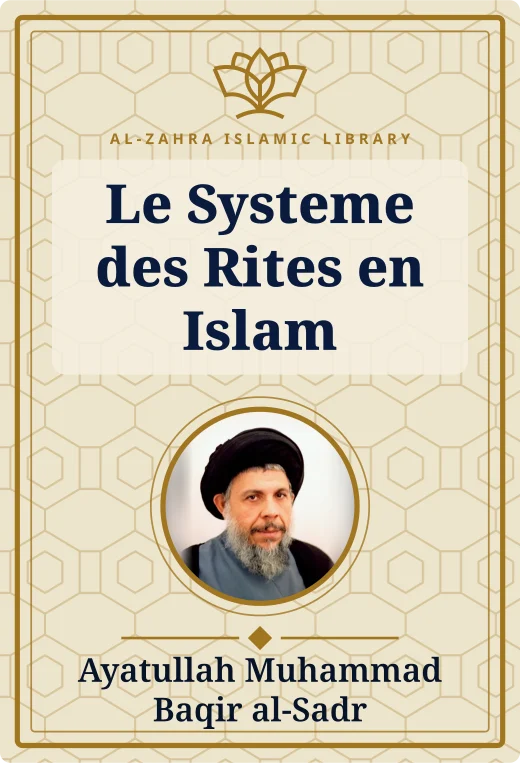 AL-ZAHRA ISLAMIC LIBRARY
Le Systeme
des Rites en
Islam
Ayatullah Muhammad
Baqir al-Sadr